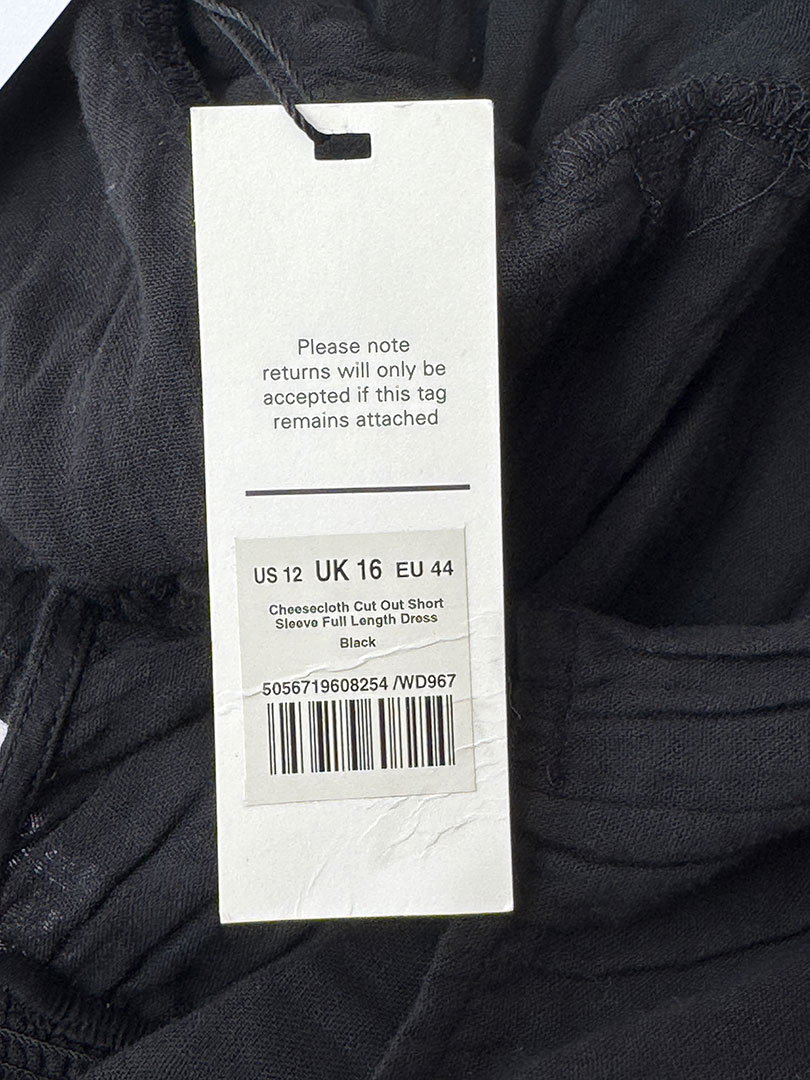 Please note
returns will only be
accepted if this tag
remains attached
US 12 UK 16 EU 44
Cheesecloth Cut Out Short
Sleeve Full Length Dress
Black
5056719608254 /WD967